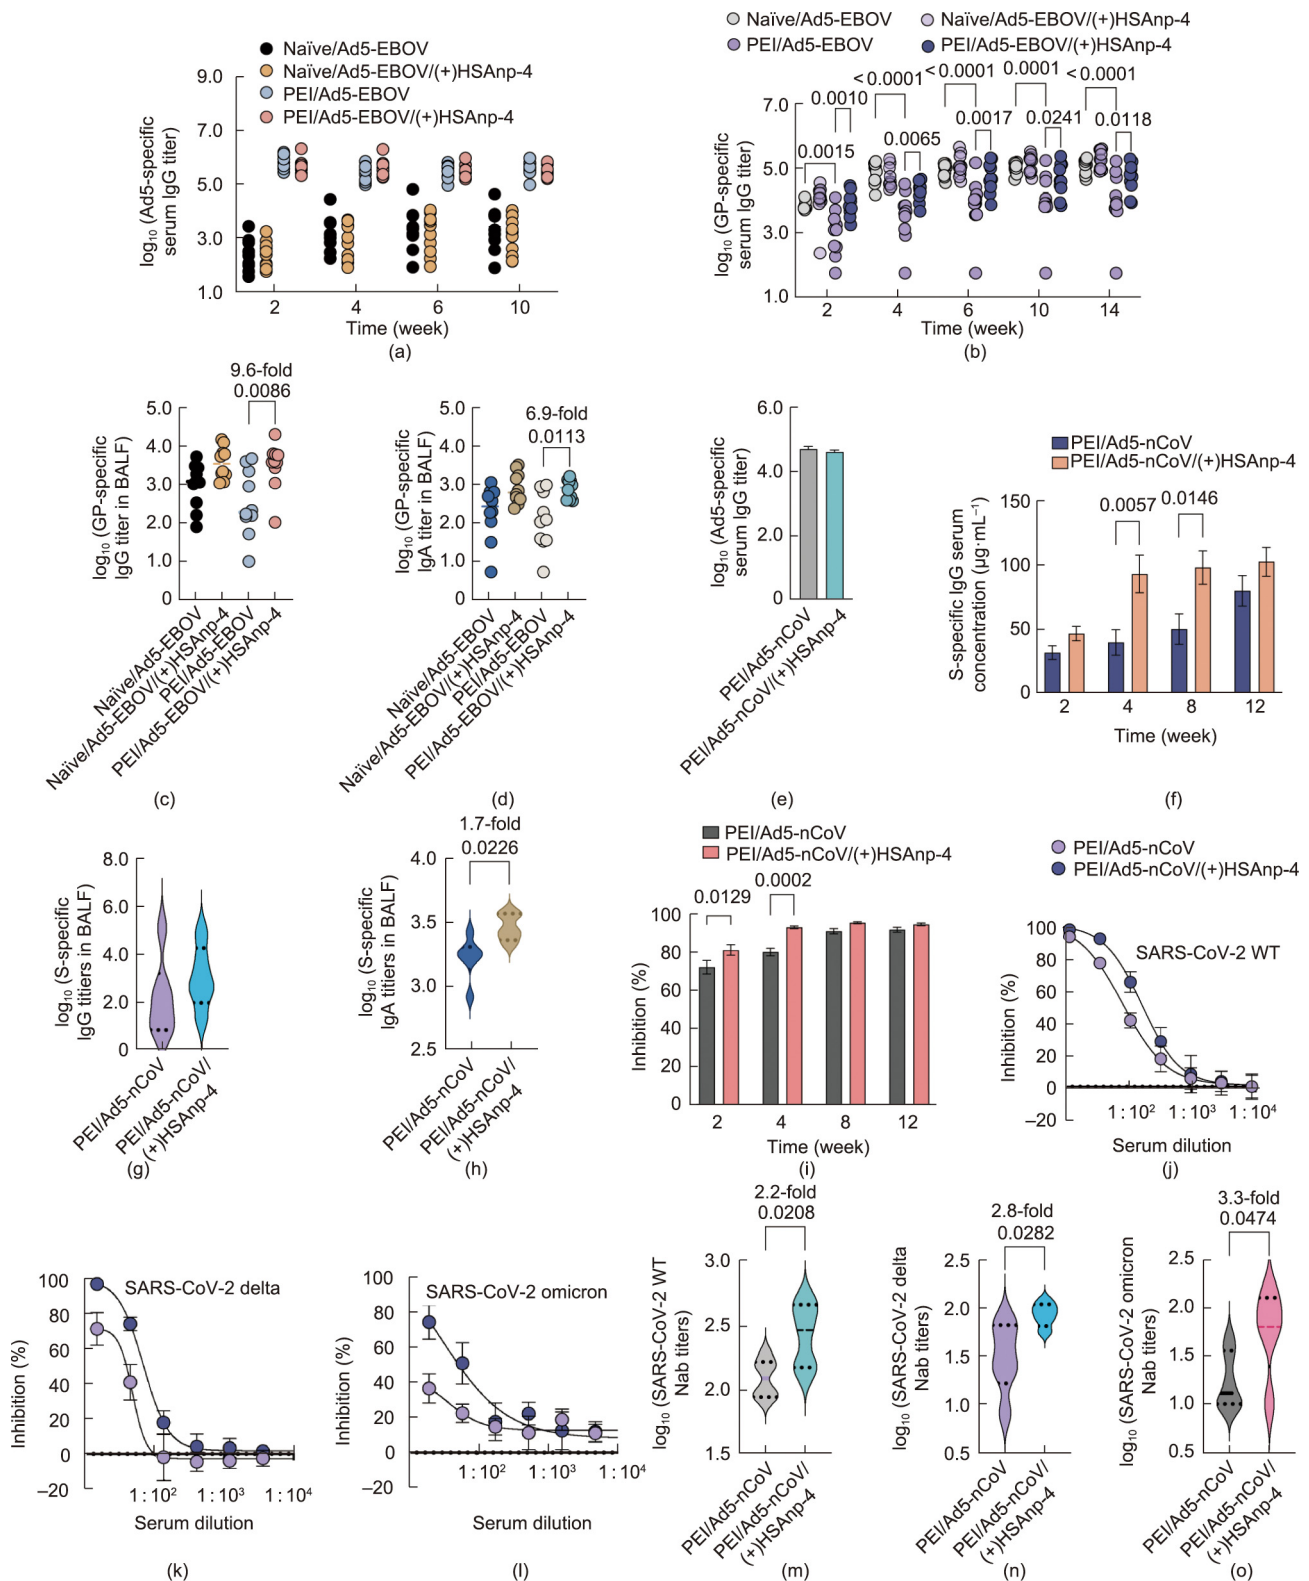 Naïve/Ad5-EBOV
Naïve/Ad5-EBOV/(+)HSAnp-4
PEI/Ad5-EBOV
PEI/Ad5-EBOV/(+)HSAnp-4
log₁₀ (Ad5-specific
serum IgG titer)
9.0
7.0
5.0
3.0
1.0
2 4 6 10
Time (week)
(a)
Naïve/Ad5-EBOV Naïve/Ad5-EBOV/(+)HSAnp-4
PEI/Ad5-EBOV PEI/Ad5-EBOV/(+)HSAnp-4
< 0.0001 < 0.0001 0.0001 < 0.0001
0.0010
0.0017 0.0241 0.0118
0.0065
0.0015
log₁₀ (GP-specific
serum IgG titer)
7.0
5.0
3.0
1.0
2 4 6 10 14
Time (week)
(b)
9.6-fold
0.0086
log₁₀ (GP-specific
IgG titer in BALF)
5.0
4.0
3.0
2.0
1.0
0
Naïve/Ad5-EBOV
Naïve/Ad5-EBOV/(+)HSAnp-4
PEI/Ad5-EBOV
PEI/Ad5-EBOV/(+)HSAnp-4
(c)
6.9-fold
0.0113
log₁₀ (GP-specific
IgA titer in BALF)
5.0
4.0
3.0
2.0
1.0
0
Naïve/Ad5-EBOV
Naïve/Ad5-EBOV/(+)HSAnp-4
PEI/Ad5-EBOV
PEI/Ad5-EBOV/(+)HSAnp-4
(d)
log₁₀ (Ad5-specific
serum IgG titer)
6.0
4.0
2.0
0
PEI/Ad5-nCoV
PEI/Ad5-nCoV/(+)HSAnp-4
(e)
PEI/Ad5-nCoV
PEI/Ad5-nCoV/(+)HSAnp-4
0.0057 0.0146
S-specific IgG serum
concentration (μg·mL⁻¹)
150
100
50
0
2 4 8 12
Time (week)
(f)
log₁₀ (S-specific
IgG titiers in BALF)
8.0
6.0
4.0
2.0
0
PEI/Ad5-nCoV
PEI/Ad5-nCoV/
(+)HSAnp-4
(g)
1.7-fold
0.0226
log₁₀ (S-specific
IgA titiers in BALF)
4.0
3.5
3.0
2.5
PEI/Ad5-nCoV
PEI/Ad5-nCoV/
(+)HSAnp-4
(h)
PEI/Ad5-nCoV
PEI/Ad5-nCoV/(+)HSAnp-4
0.0129 0.0002
Inhibition (%)
100
80
60
40
20
0
2 4 8 12
Time (week)
(i)
PEI/Ad5-nCoV
PEI/Ad5-nCoV/(+)HSAnp-4
SARS-CoV-2 WT
Inhibition (%)
100
80
60
40
20
0
–20
1:10² 1:10³ 1:10⁴
Serum dilution
(j)
SARS-CoV-2 delta
Inhibition (%)
100
80
60
40
20
0
–20
1:10² 1:10³ 1:10⁴
Serum dilution
(k)
SARS-CoV-2 omicron
Inhibition (%)
100
80
60
40
20
0
–20
1:10² 1:10³ 1:10⁴
Serum dilution
(l)
2.2-fold
0.0208
log₁₀ (SARS-CoV-2 WT
Nab titers)
3.0
2.5
2.0
1.5
PEI/Ad5-nCoV
PEI/Ad5-nCoV/
(+)HSAnp-4
(m)
2.8-fold
0.0282
log₁₀ (SARS-CoV-2 delta
Nab titers)
2.5
2.0
1.5
1.0
0.5
PEI/Ad5-nCoV
PEI/Ad5-nCoV/
(+)HSAnp-4
(n)
3.3-fold
0.0474
log₁₀ (SARS-CoV-2 omicron
Nab titers)
2.5
2.0
1.5
1.0
0.5
PEI/Ad5-nCoV
PEI/Ad5-nCoV/
(+)HSAnp-4
(o)